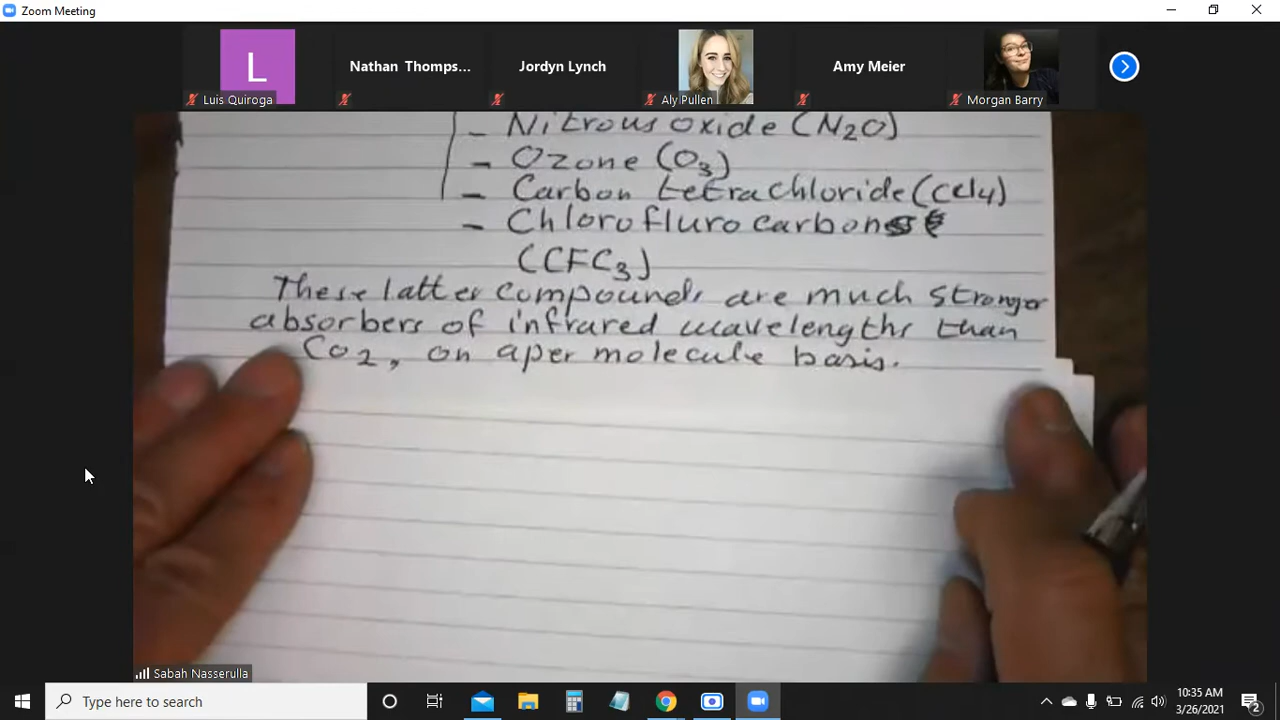 Zoom Meeting
L
Luis Quiroga
Nathan Thomps...
Jordyn Lynch
Aly Pullen
Amy Meier
Morgan Barry
- Nitrous oxide (N2O)
- Ozone (O3)
- Carbon tetrachloride (CCl4)
- Chlorofluro carbons
(CFC3)
These latter compounds are much stronger
absorbers of infrared wavelengths than
CO2, on a per molecule basis.
Sabah Nasserulla
Type here to search
10:35 AM
3/26/2021
2